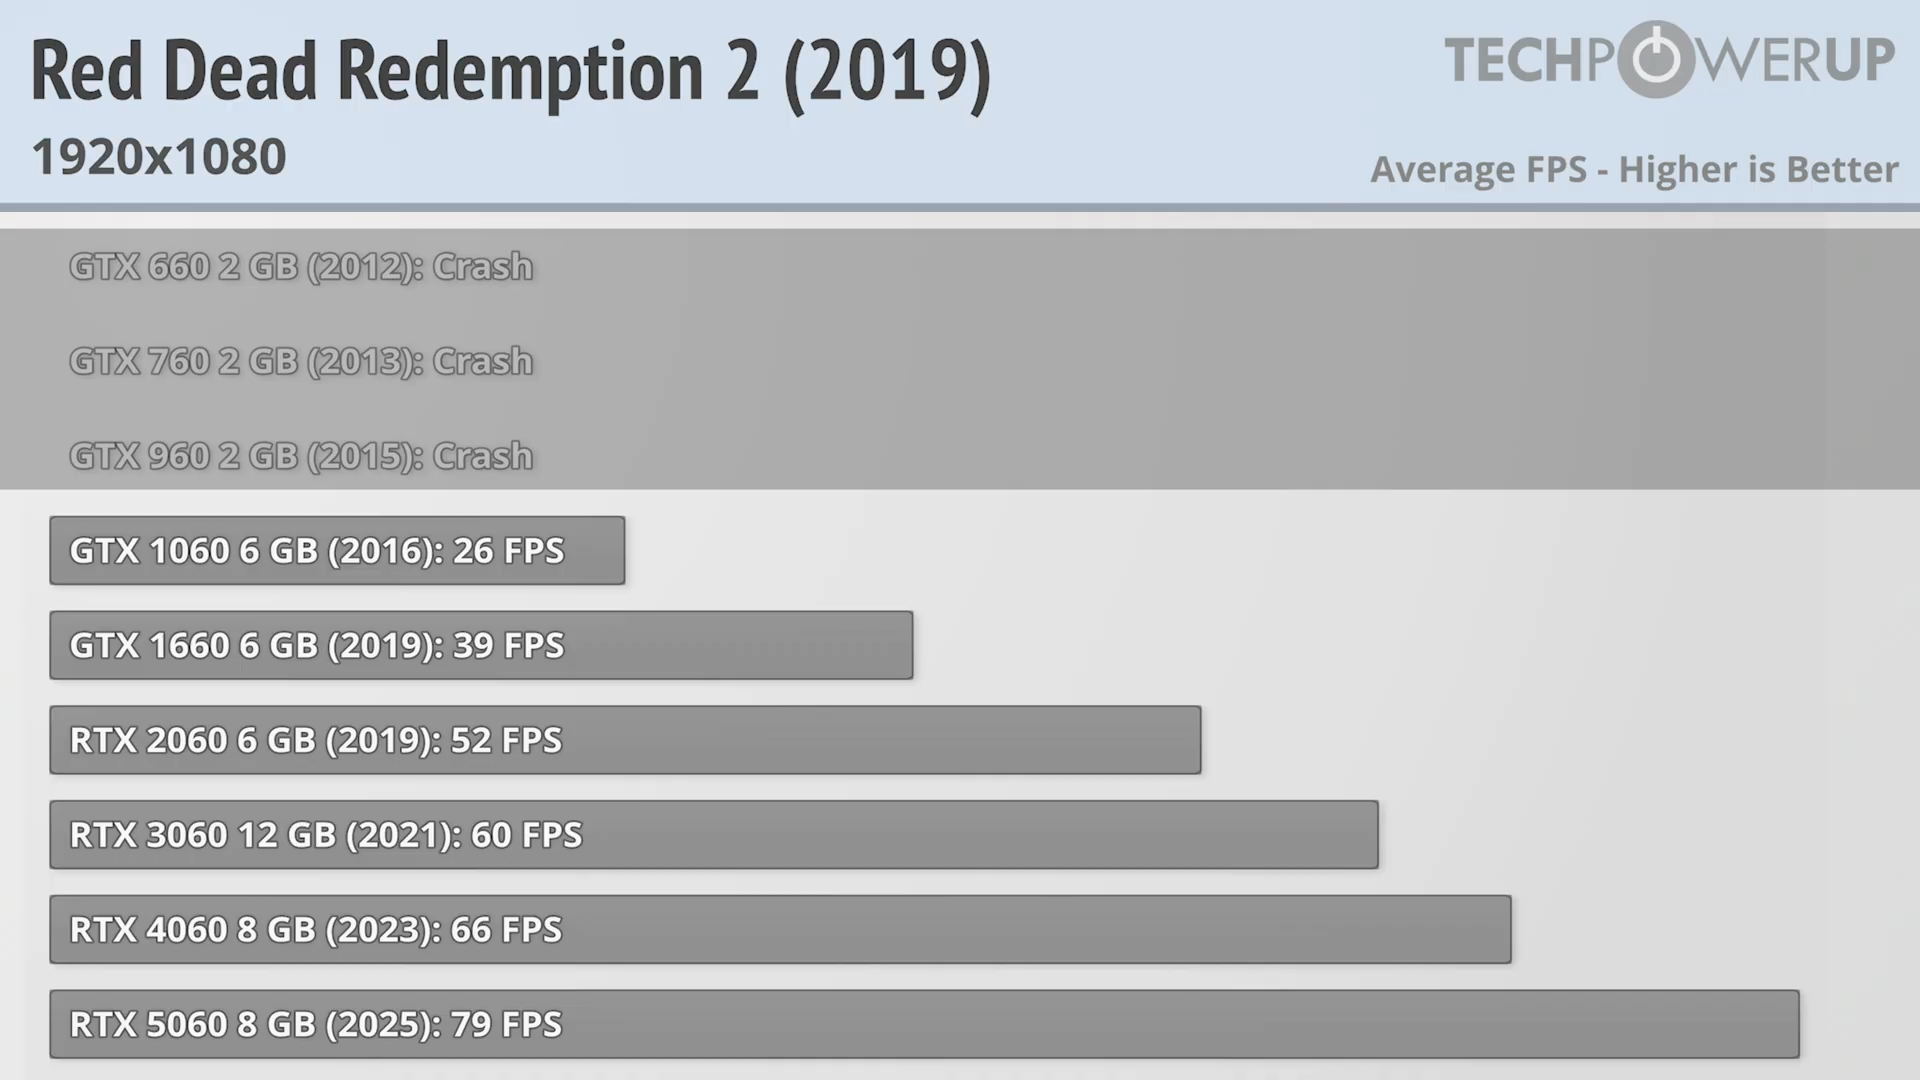 Red Dead Redemption 2 (2019)
TECHPOWERUP
1920x1080
Average FPS - Higher is Better
GTX 660 2 GB (2012): Crash
GTX 760 2 GB (2013): Crash
GTX 960 2 GB (2015): Crash
GTX 1060 6 GB (2016): 26 FPS
GTX 1660 6 GB (2019): 39 FPS
RTX 2060 6 GB (2019): 52 FPS
RTX 3060 12 GB (2021): 60 FPS
RTX 4060 8 GB (2023): 66 FPS
RTX 5060 8 GB (2025): 79 FPS